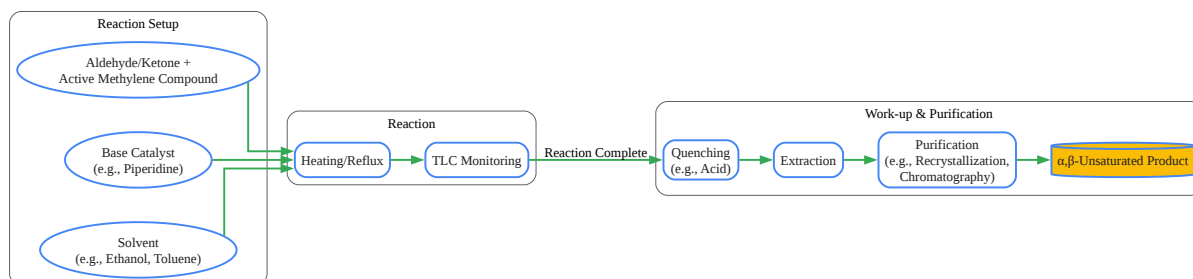 Reaction Setup
Aldehyde/Ketone +
Active Methylene Compound
Base Catalyst
(e.g., Piperidine)
Solvent
(e.g., Ethanol, Toluene)
Reaction
Heating/Reflux
TLC Monitoring
Reaction Complete
Work-up & Purification
Quenching
(e.g., Acid)
Extraction
Purification
(e.g., Recrystallization,
Chromatography)
α,β-Unsaturated Product